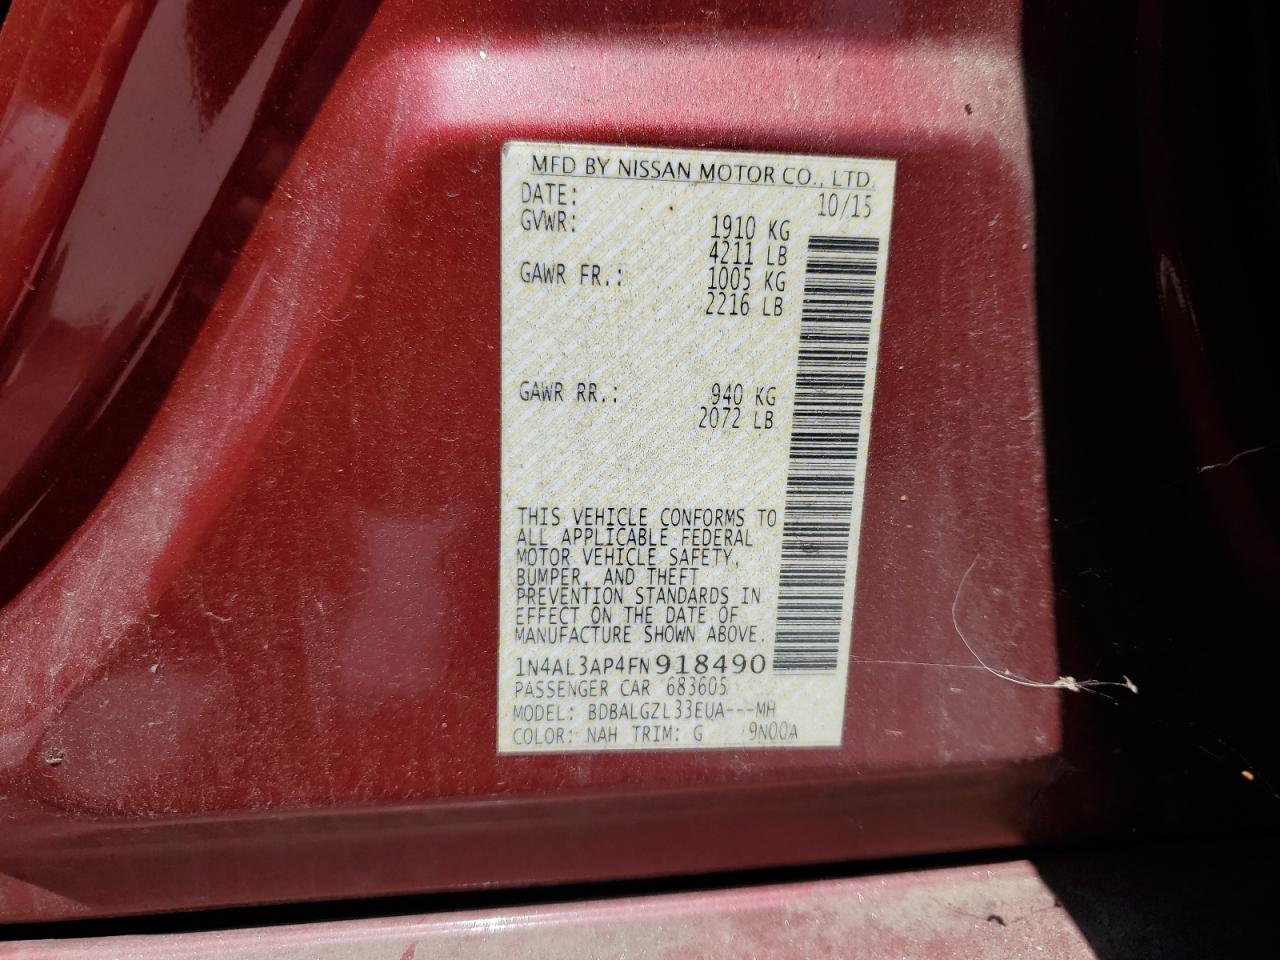 MFD BY NISSAN MOTOR CO., LTD.
DATE: 10/15
GVWR: 1910 KG
4211 LB
GAWR FR.: 1005 KG
2216 LB
GAWR RR.: 940 KG
2072 LB
THIS VEHICLE CONFORMS TO
ALL APPLICABLE FEDERAL
MOTOR VEHICLE SAFETY,
BUMPER, AND THEFT
PREVENTION STANDARDS IN
EFFECT ON THE DATE OF
MANUFACTURE SHOWN ABOVE.
1N4AL3AP4FN918490
PASSENGER CAR 683605
MODEL: BDBALGZL33EUA---MH
COLOR: NAH TRIM: G 9N00A